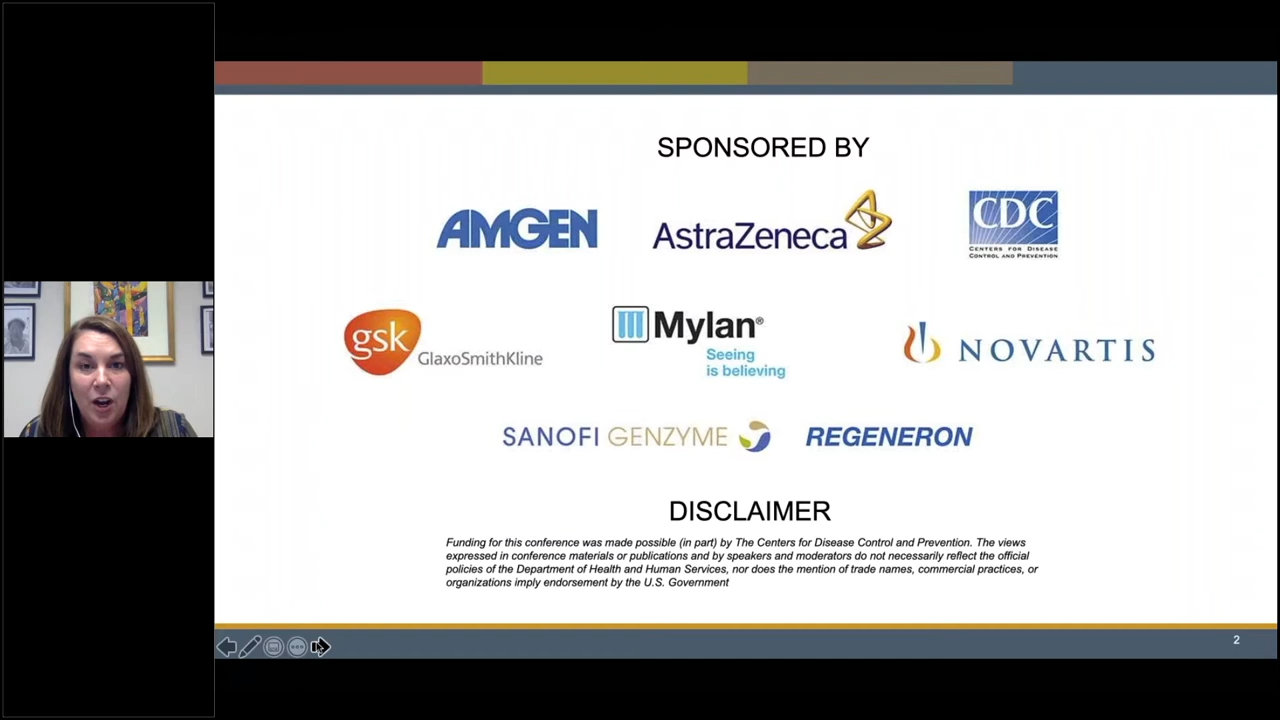 SPONSORED BY
AMGEN
AstraZeneca
CDC
CENTERS FOR DISEASE
CONTROL AND PREVENTION
gsk
GlaxoSmithKline
Mylan®
Seeing
is believing
NOVARTIS
SANOFI GENZYME
REGENERON
DISCLAIMER
Funding for this conference was made possible (in part) by The Centers for Disease Control and Prevention. The views
expressed in conference materials or publications and by speakers and moderators do not necessarily reflect the official
policies of the Department of Health and Human Services, nor does the mention of trade names, commercial practices, or
organizations imply endorsement by the U.S. Government
2